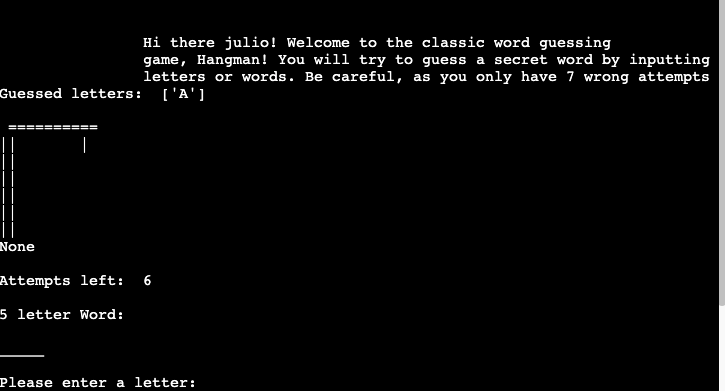 Hi there julio! Welcome to the classic word guessing
game, Hangman! You will try to guess a secret word by inputting
letters or words. Be careful, as you only have 7 wrong attempts
Guessed letters:  ['A']
==========
||       |
||
||
||
||
||
None
Attempts left:  6
5 letter Word:
_____
Please enter a letter: